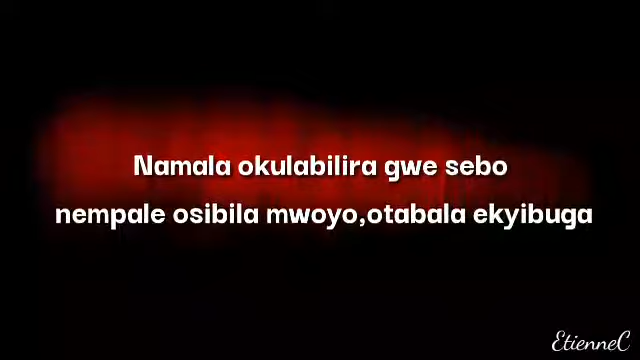 Namala okulabilira gwe sebo
nempale osibila mwoyo,otabala ekyibuga
EtienneC